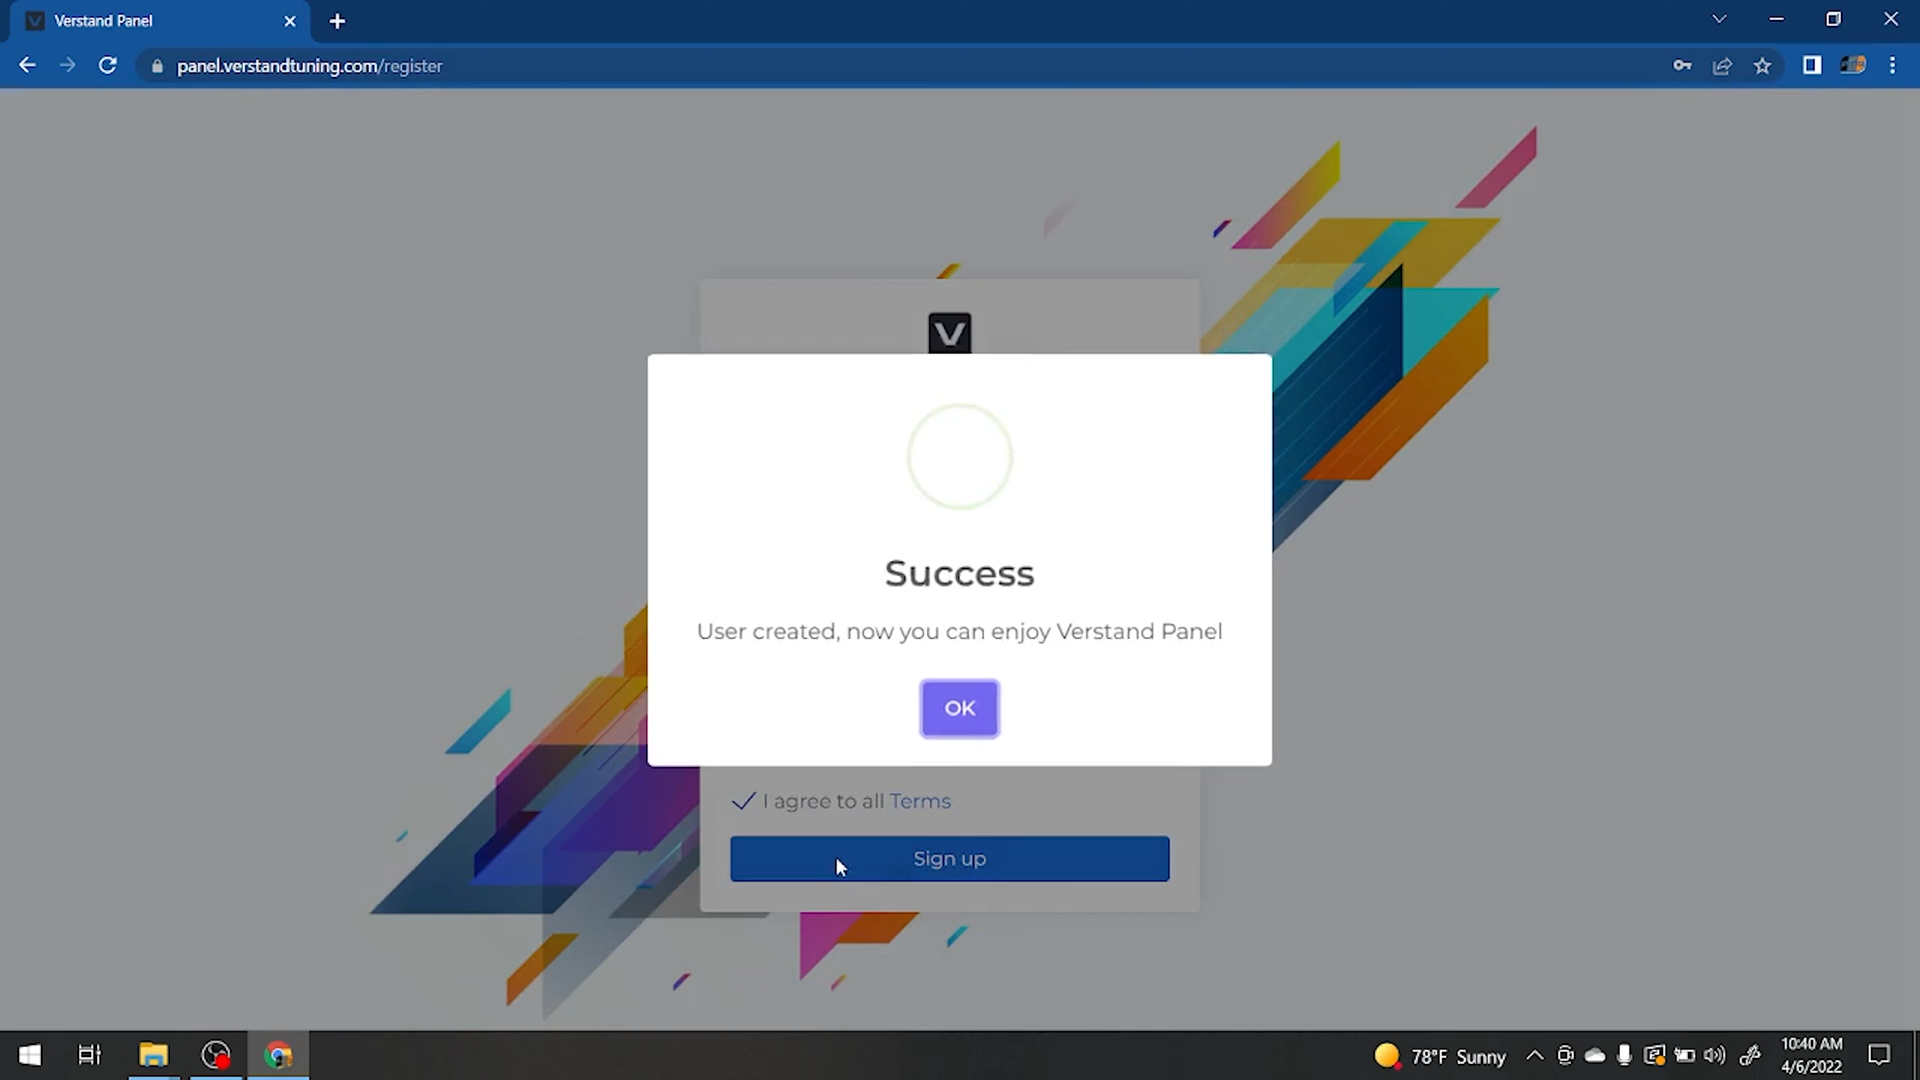 Verstand Panel
panel.verstandtuning.com/register
V
Success
User created, now you can enjoy Verstand Panel
OK
I agree to all Terms
Sign up
78°F Sunny
10:40 AM
4/6/2022